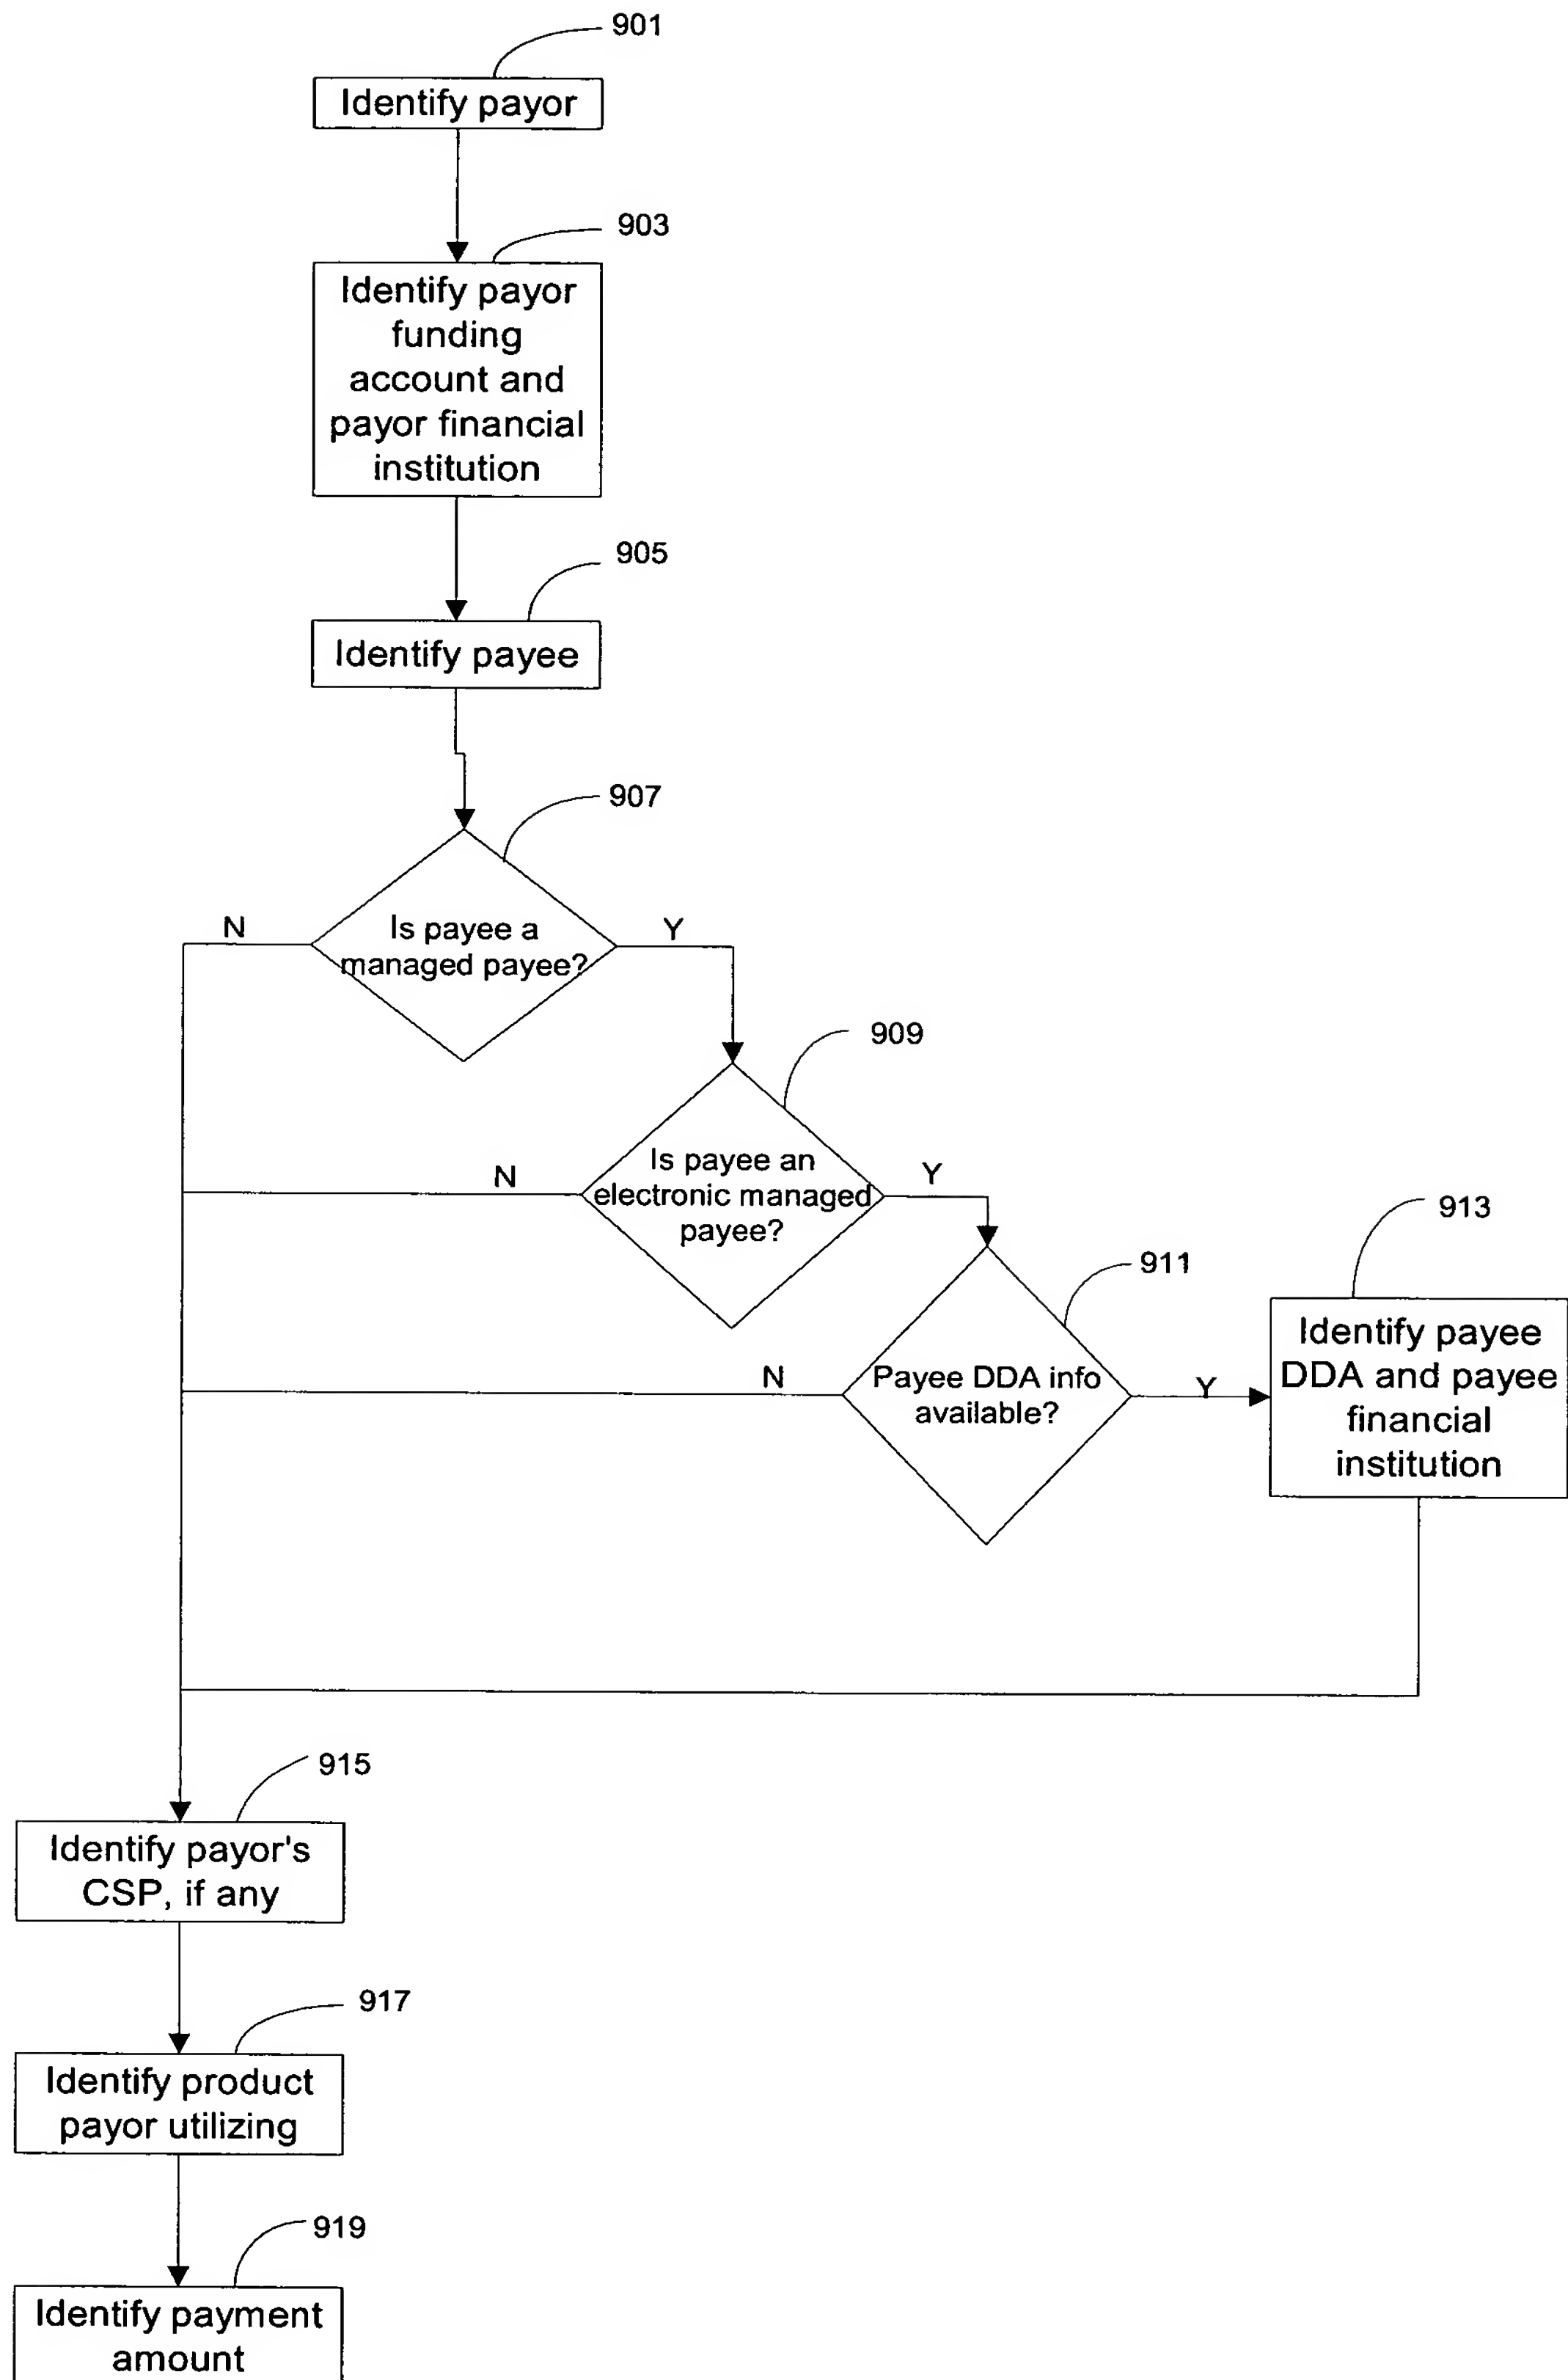 901
Identify payor
903
Identify payor
funding
account and
payor financial
institution
905
Identify payee
907
N
Y
Is payee a
managed payee?
909
N
Is payee an
electronic managed
payee?
Y
913
911
N
Payee DDA info
available?
Y
Identify payee
DDA and payee
financial
institution
915
Identify payor's
CSP, if any
917
Identify product
payor utilizing
919
Identify payment
amount